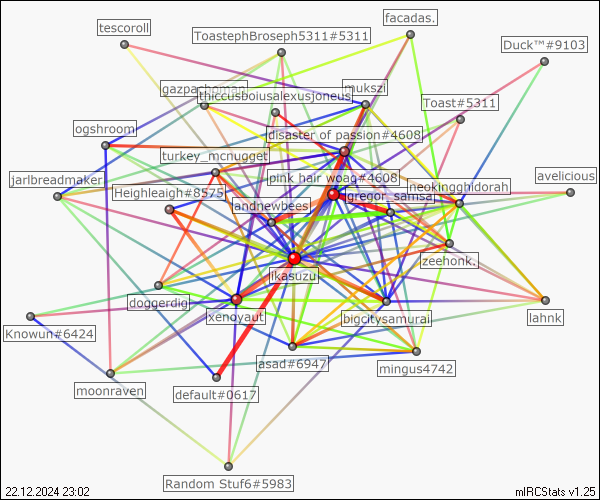 facadas.
tescoroll
ToastephBroseph5311#5311
Duck™#9103
gazpachoman
mukszi
thiccusboiusalexusjoneus
Toast#5311
ogshroom
disaster of passion#4608
turkey_mcnugget
jarlbreadmaker
pink hair woag#4608
avelicious
neokingghidorah
Heighleaigh#8575
gregor_samsa
landnewbees
zeehonk.
likasuzu
doggerdig
xenoyaut
bigcitysamurai
lahnk
Knowun#6424
asad#6947
mingus4742
moonraven
default#0617
Random Stuf6#5983
22.12.2024 23:02
mIRCStats v1.25